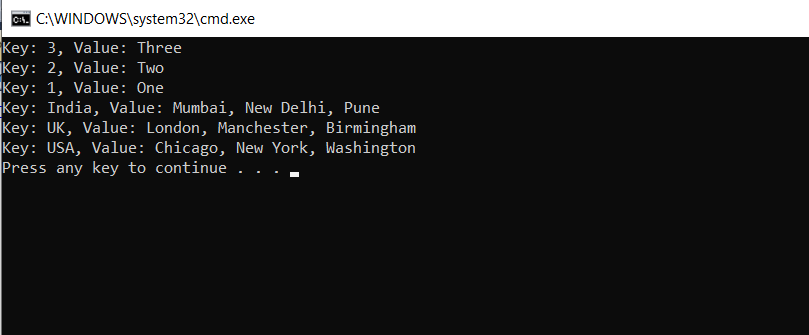 C:\WINDOWS\system32\cmd.exe
Key: 3, Value: Three
Key: 2, Value: Two
Key: 1, Value: One
Key: India, Value: Mumbai, New Delhi, Pune
Key: UK, Value: London, Manchester, Birmingham
Key: USA, Value: Chicago, New York, Washington
Press any key to continue . . .